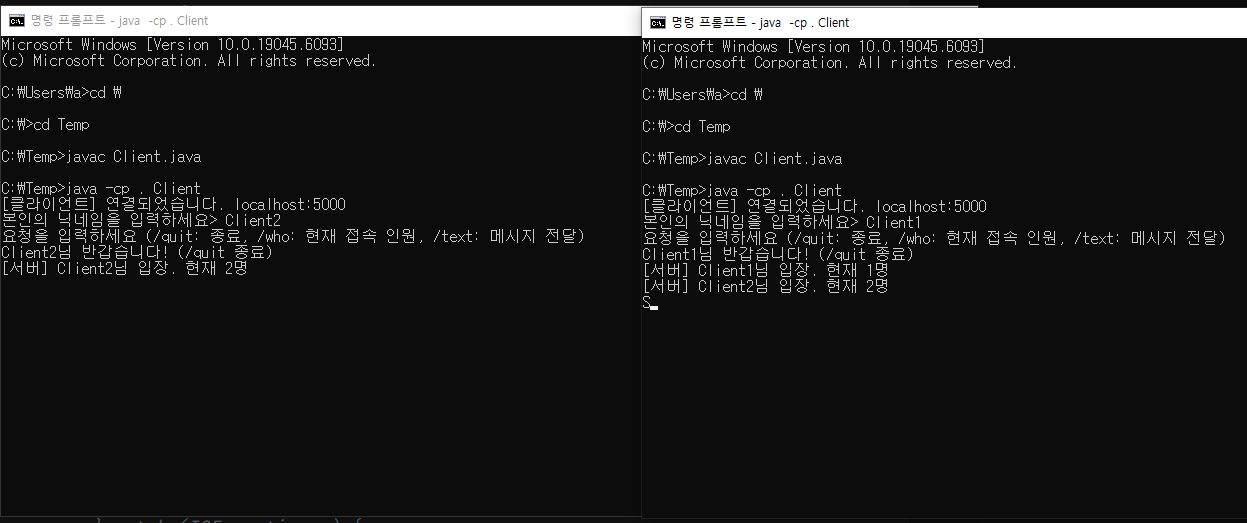 명령 프롬프트 - java  -cp . Client
Microsoft Windows [Version 10.0.19045.6093]
(c) Microsoft Corporation. All rights reserved.
C:₩Users₩a>cd ₩
C:₩>cd Temp
C:₩Temp>javac Client.java
C:₩Temp>java -cp . Client
[클라이언트] 연결되었습니다. localhost:5000
본인의 닉네임을 입력하세요> Client2
요청을 입력하세요 (/quit: 종료, /who: 현재 접속 인원, /text: 메시지 전달)
Client2님 반갑습니다! (/quit 종료)
[서버] Client2님 입장. 현재 2명
명령 프롬프트 - java  -cp . Client
Microsoft Windows [Version 10.0.19045.6093]
(c) Microsoft Corporation. All rights reserved.
C:₩Users₩a>cd ₩
C:₩>cd Temp
C:₩Temp>javac Client.java
C:₩Temp>java -cp . Client
[클라이언트] 연결되었습니다. localhost:5000
본인의 닉네임을 입력하세요> Client1
요청을 입력하세요 (/quit: 종료, /who: 현재 접속 인원, /text: 메시지 전달)
Client1님 반갑습니다! (/quit 종료)
[서버] Client1님 입장. 현재 1명
[서버] Client2님 입장. 현재 2명
S